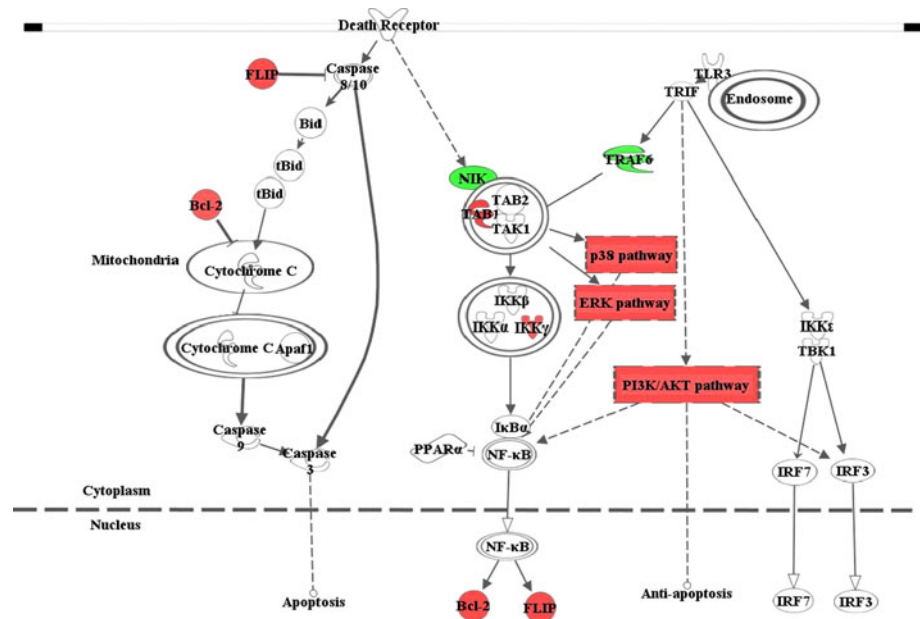 Death Receptor
FLIP
Caspase
8/10
TLR3
TRIF
Endosome
Bid
tBid
TRAF6
NIK
tBid
TAB2
Bcl-2
TAB1
TAK1
Mitochondria
Cytochrome C
p38 pathway
IKKβ
ERK pathway
IKKα
IKKγ
IKKε
TBK1
Cytochrome C
Apaf1
PI3K/AKT pathway
Caspase
9
IκBα
PPARα
NF-κB
Caspase
3
IRF7
IRF3
Cytoplasm
Nucleus
NF-κB
Apoptosis
Bcl-2
FLIP
Anti-apoptosis
IRF7
IRF3